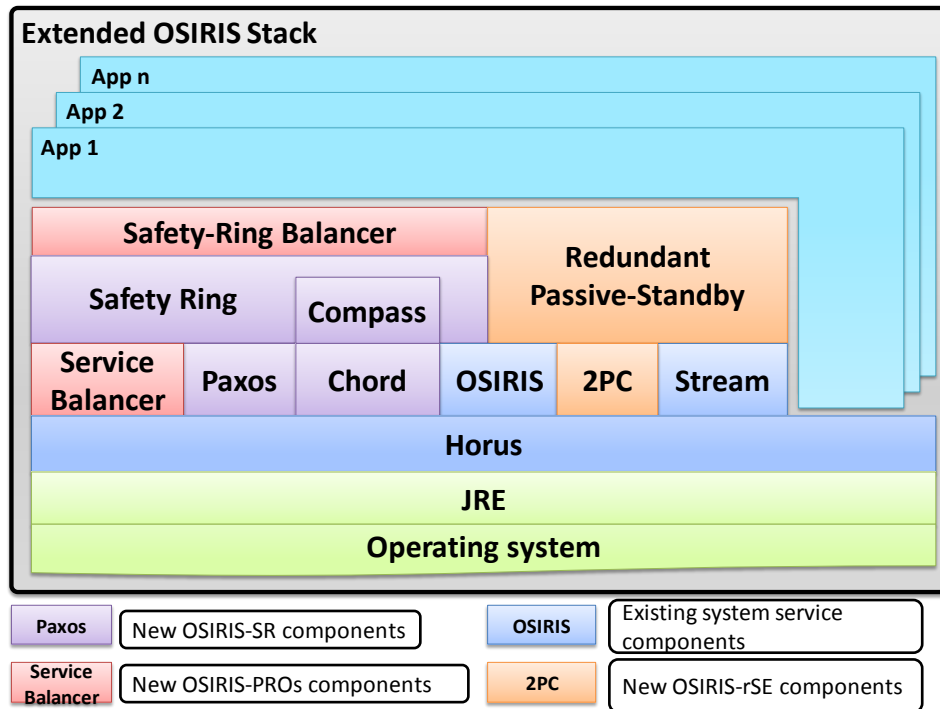 Extended OSIRIS Stack
App n
App 2
App 1
Safety-Ring Balancer
Redundant
Passive-Standby
Safety Ring
Compass
Service
Balancer
Paxos
Chord
OSIRIS
2PC
Stream
Horus
JRE
Operating system
Paxos
New OSIRIS-SR components
OSIRIS
Existing system service
components
Service
Balancer
New OSIRIS-PROs components
2PC
New OSIRIS-rSE components